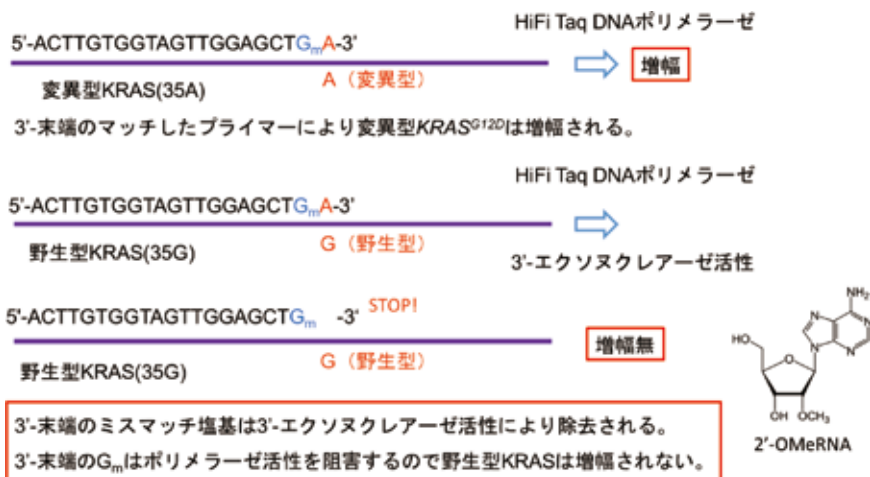 HiFi Taq DNAポリメラーゼ
5'-ACTTGTGGTAGTTGGAGCTGmA-3'
A（変異型）
増幅
変異型KRAS(35A)
3'-末端のマッチしたプライマーにより変異型KRASG12Dは増幅される。
HiFi Taq DNAポリメラーゼ
5'-ACTTGTGGTAGTTGGAGCTGmA-3'
G（野生型）
野生型KRAS(35G)
3'-エクソヌクレアーゼ活性
5'-ACTTGTGGTAGTTGGAGCTGm -3' STOP!
G（野生型）
増幅無
野生型KRAS(35G)
NH2
N
N
N
N
HO
O
OH
OCH3
2'-OMeRNA
3'-末端のミスマッチ塩基は3'-エクソヌクレアーゼ活性により除去される。
3'-末端のGmはポリメラーゼ活性を阻害するので野生型KRASは増幅されない。